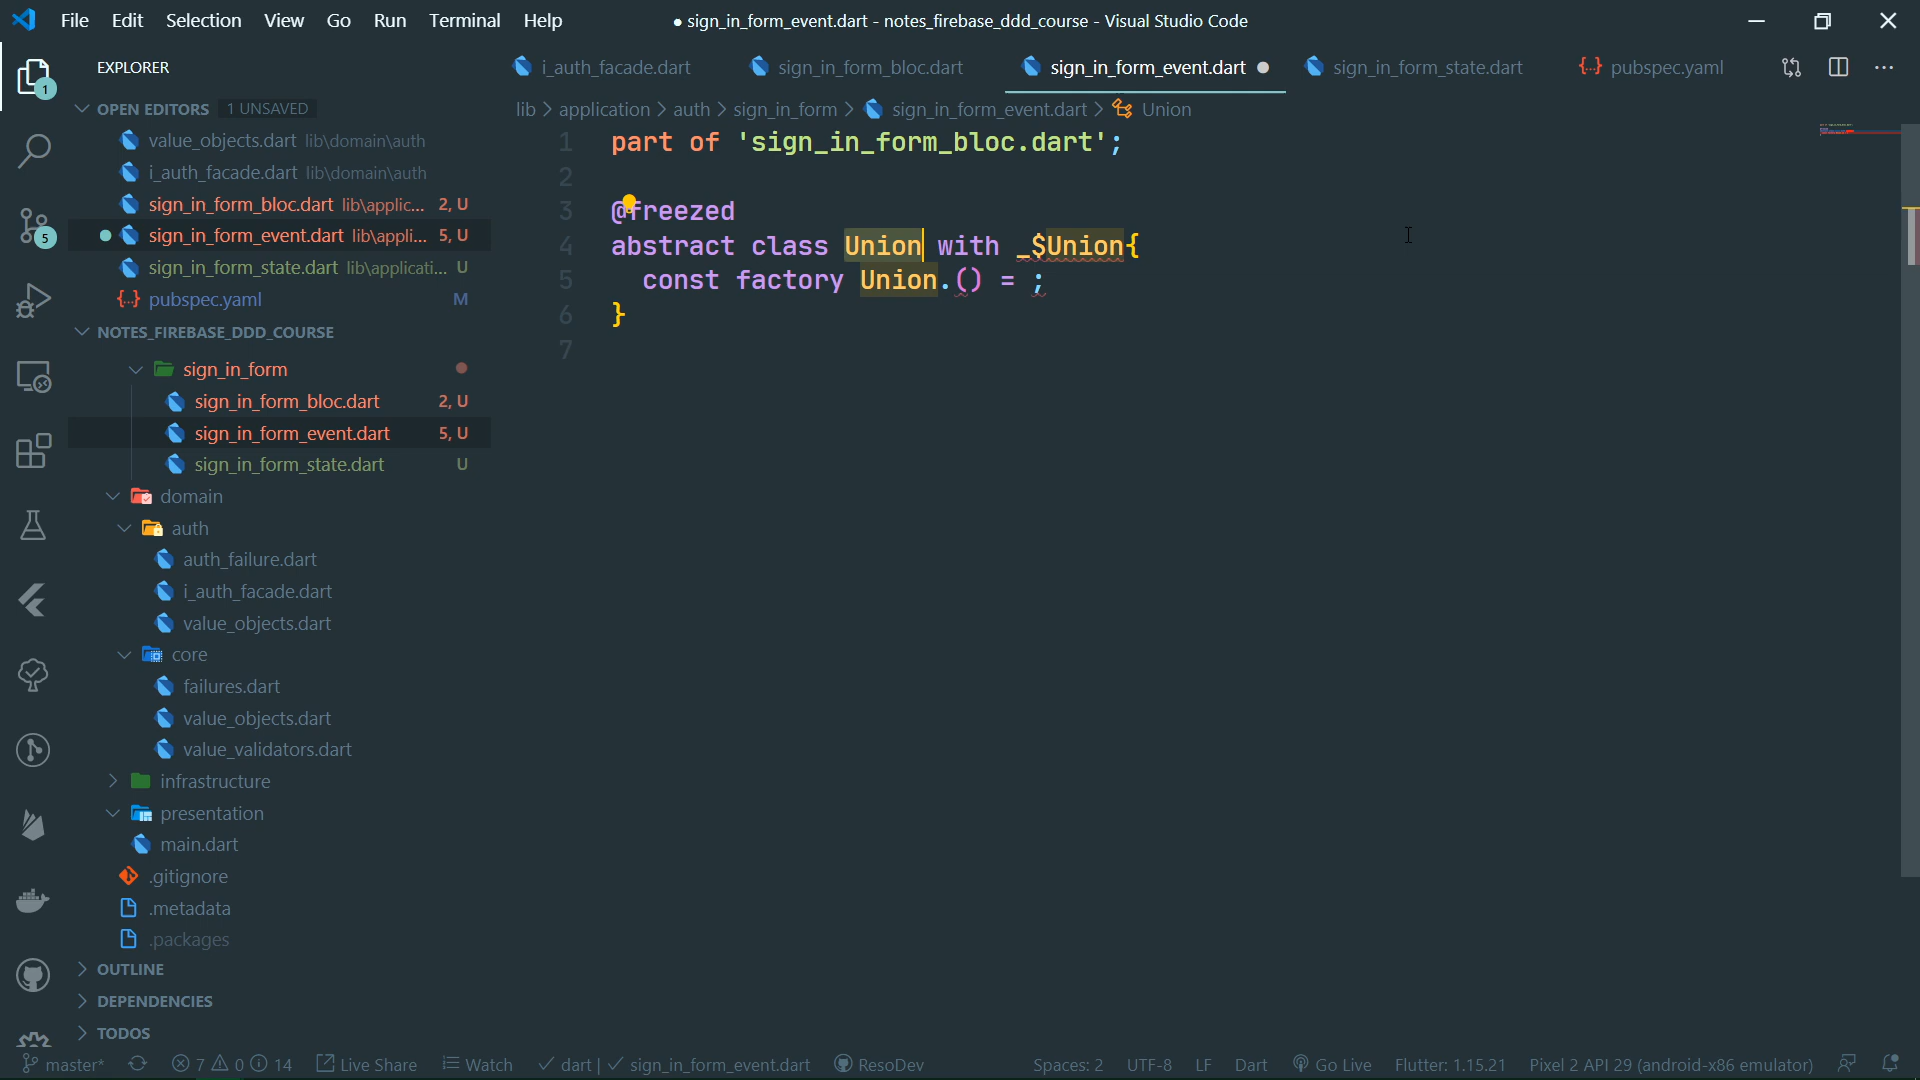 File Edit Selection View Go Run Terminal Help
● sign_in_form_event.dart - notes_firebase_ddd_course - Visual Studio Code
EXPLORER
i_auth_facade.dart
sign_in_form_bloc.dart
sign_in_form_event.dart
sign_in_form_state.dart
{··} pubspec.yaml
1
OPEN EDITORS 1 UNSAVED
lib > application > auth > sign_in_form > sign_in_form_event.dart > Union
value_objects.dart lib\domain\auth
i_auth_facade.dart lib\domain\auth
sign_in_form_bloc.dart lib\applic... 2, U
sign_in_form_event.dart lib\appli... 5, U
sign_in_form_state.dart lib\applicati... U
{··} pubspec.yaml M
5
NOTES_FIREBASE_DDD_COURSE
sign_in_form
sign_in_form_bloc.dart 2, U
sign_in_form_event.dart 5, U
sign_in_form_state.dart U
domain
auth
auth_failure.dart
i_auth_facade.dart
value_objects.dart
core
failures.dart
value_objects.dart
value_validators.dart
infrastructure
presentation
main.dart
.gitignore
.metadata
.packages
OUTLINE
DEPENDENCIES
TODOS
1 part of 'sign_in_form_bloc.dart';
2
3 @freezed
4 abstract class Union with _$Union{
5 const factory Union.() = ;
6 }
7
master* 7 0 14 Live Share Watch dart | sign_in_form_event.dart ResoDev
Spaces: 2 UTF-8 LF Dart Go Live Flutter: 1.15.21 Pixel 2 API 29 (android-x86 emulator)